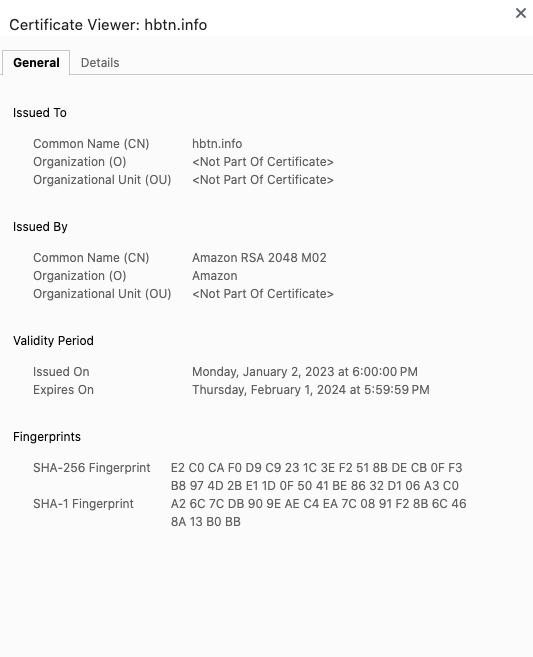 Certificate Viewer: hbtn.info
General Details
Issued To
Common Name (CN) hbtn.info
Organization (O) <Not Part Of Certificate>
Organizational Unit (OU) <Not Part Of Certificate>
Issued By
Common Name (CN) Amazon RSA 2048 M02
Organization (O) Amazon
Organizational Unit (OU) <Not Part Of Certificate>
Validity Period
Issued On Monday, January 2, 2023 at 6:00:00 PM
Expires On Thursday, February 1, 2024 at 5:59:59 PM
Fingerprints
SHA-256 Fingerprint E2 C0 CA F0 D9 C9 23 1C 3E F2 51 8B DE CB 0F F3
B8 97 4D 2B E1 1D 0F 50 41 BE 86 32 D1 06 A3 C0
SHA-1 Fingerprint A2 6C 7C DB 90 9E AE C4 EA 7C 08 91 F2 8B 6C 46
8A 13 B0 BB